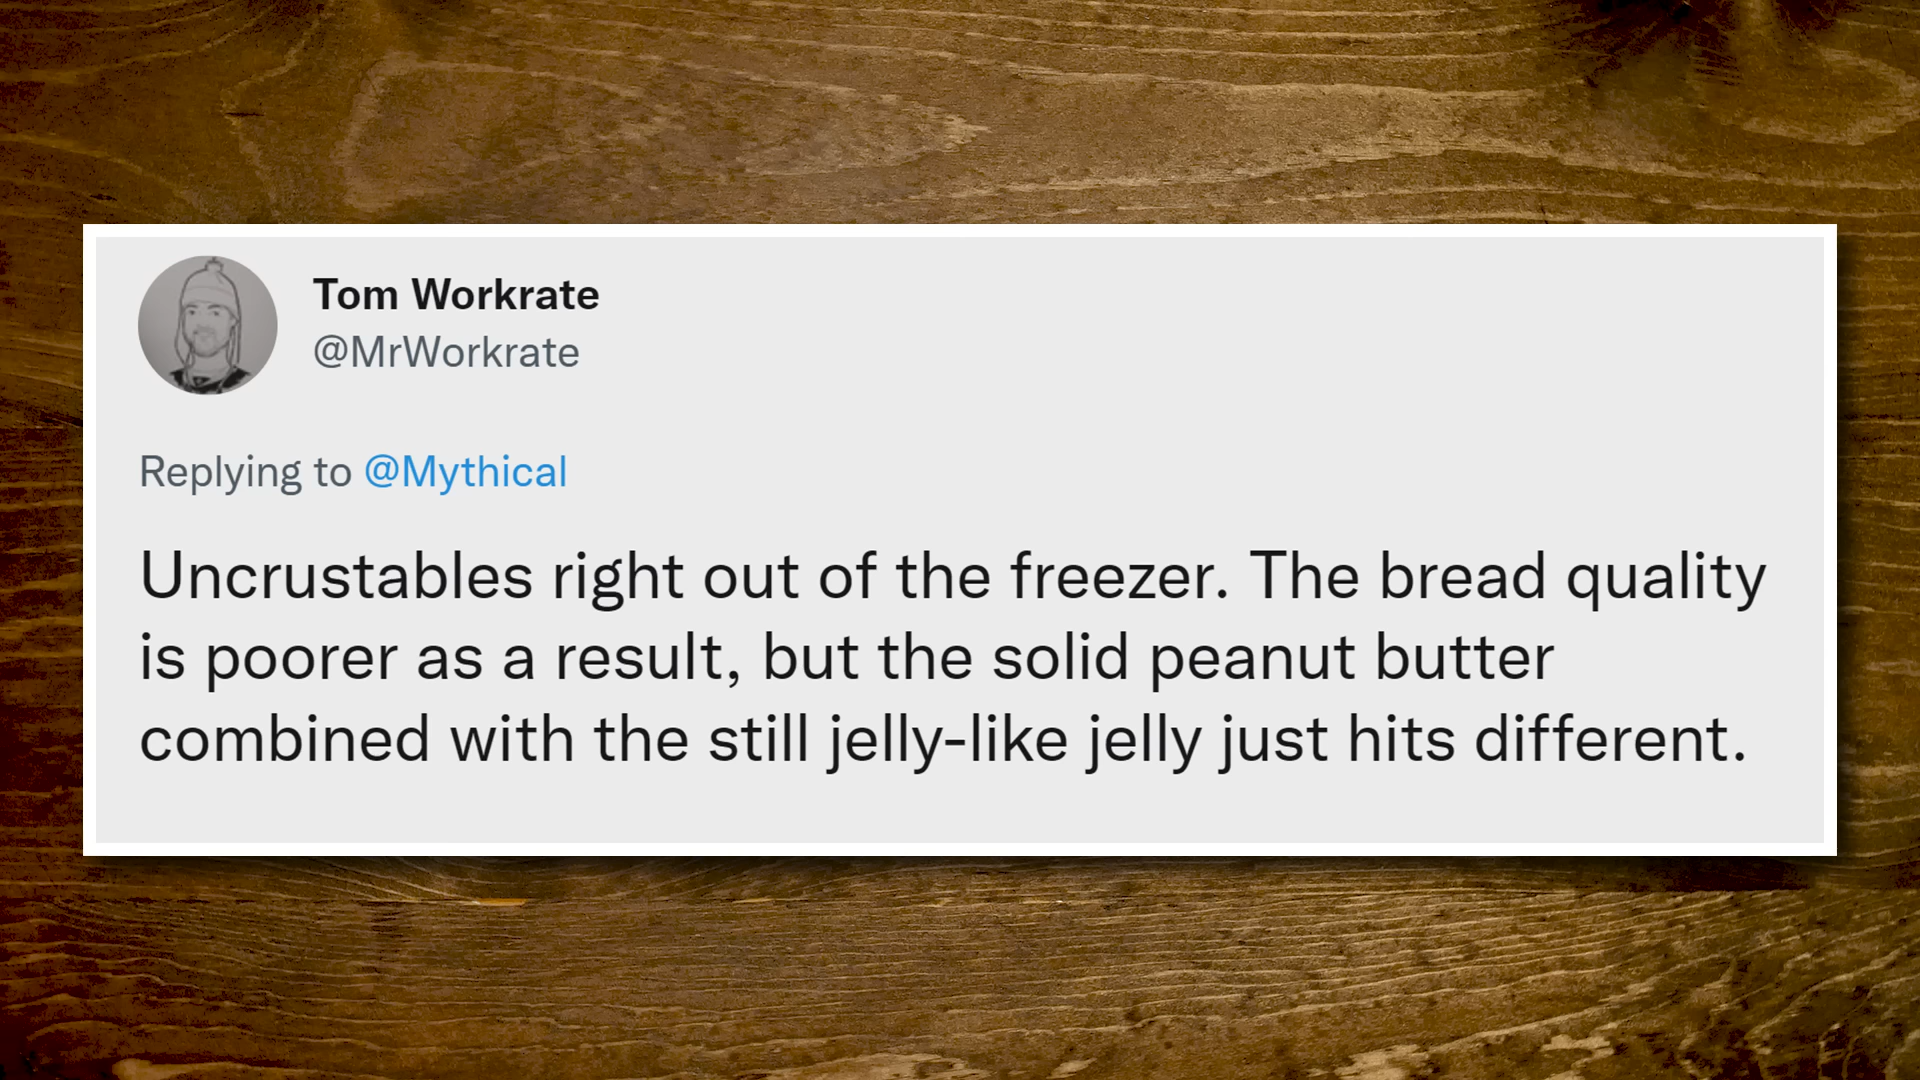 Tom Workrate
@MrWorkrate
Replying to @Mythical
Uncrustables right out of the freezer. The bread quality
is poorer as a result, but the solid peanut butter
combined with the still jelly-like jelly just hits different.